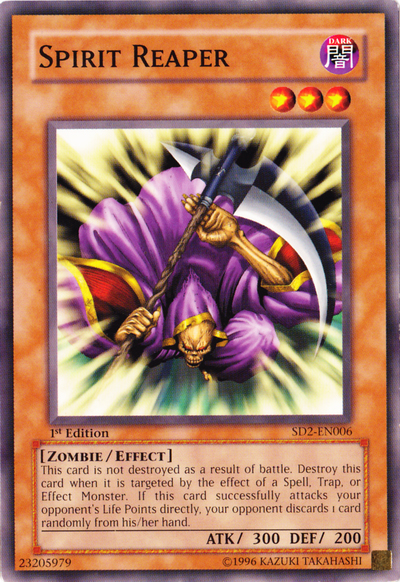 SPIRIT REAPER
DARK
闇
1st Edition
SD2-EN006
[ZOMBIE/EFFECT]
This card is not destroyed as a result of battle. Destroy this
card when it is targeted by the effect of a Spell, Trap, or
Effect Monster. If this card successfully attacks your
opponent's Life Points directly, your opponent discards 1 card
randomly from his/her hand.
ATK/ 300 DEF/ 200
23205979
©1996 KAZUKI TAKAHASHI